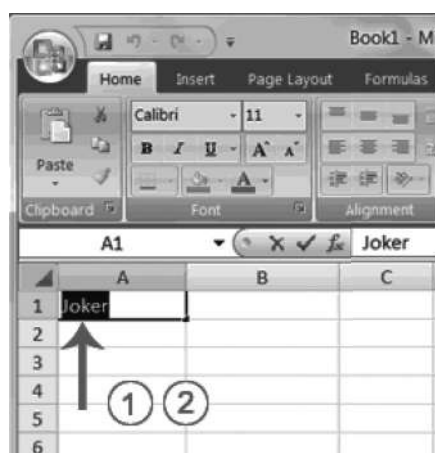 Book1 - M
Home Insert Page Layout Formulas
Calibri 11
B I U A A
Paste
A
Clipboard Font Alignment
A1 fx Joker
A B C
1 Joker
2
3
4 1 2
5
6